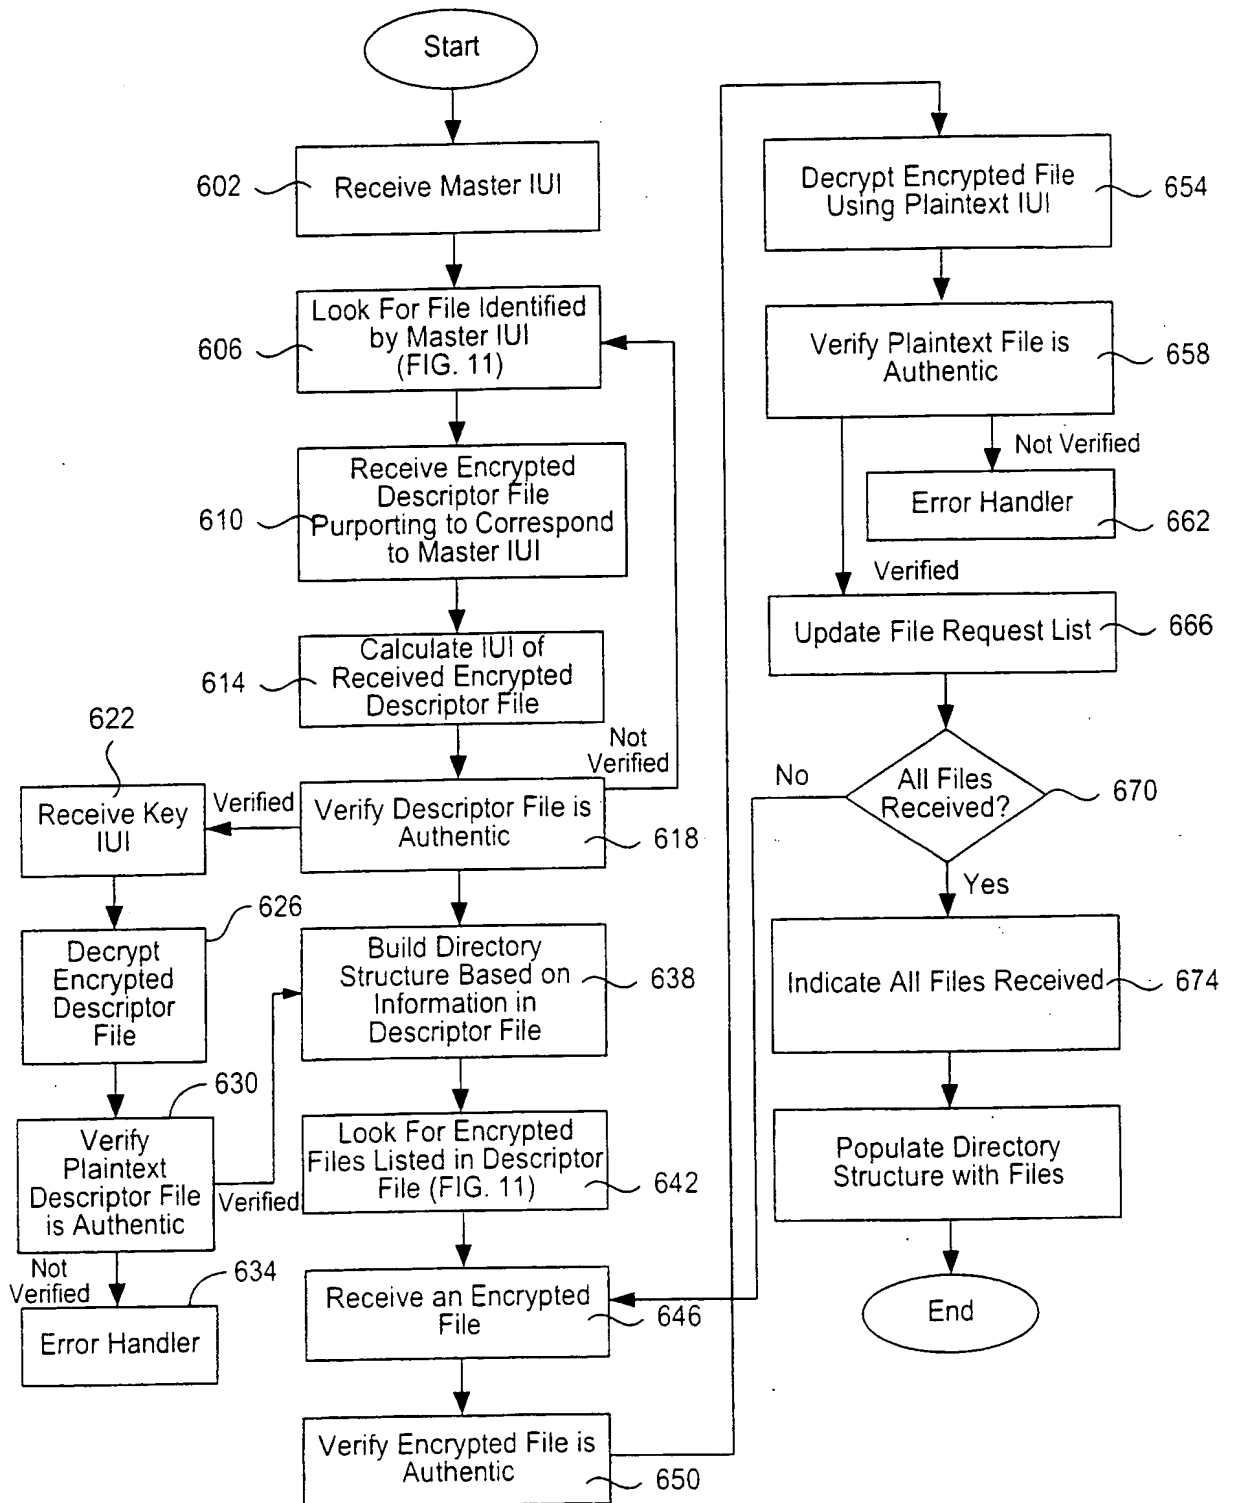 Start
602
Receive Master IUI
606
Look For File Identified
by Master IUI
(FIG. 11)
610
Receive Encrypted
Descriptor File
Purporting to Correspond
to Master IUI
614
Calculate IUI of
Received Encrypted
Descriptor File
Not
Verified
622
Receive Key
IUI
Verified
Verify Descriptor File is
Authentic
618
626
Decrypt
Encrypted
Descriptor
File
Build Directory
Structure Based on
Information in
Descriptor File
638
630
Verify
Plaintext
Descriptor File
is Authentic
Verified
Not
Verified
634
Error Handler
Look For Encrypted
Files Listed in Descriptor
File (FIG. 11)
642
Receive an Encrypted
File
646
Verify Encrypted File is
Authentic
650
Decrypt Encrypted File
Using Plaintext IUI
654
Verify Plaintext File is
Authentic
658
Not Verified
Error Handler
662
Verified
Update File Request List
666
No
All Files
Received?
670
Yes
Indicate All Files Received
674
Populate Directory
Structure with Files
End